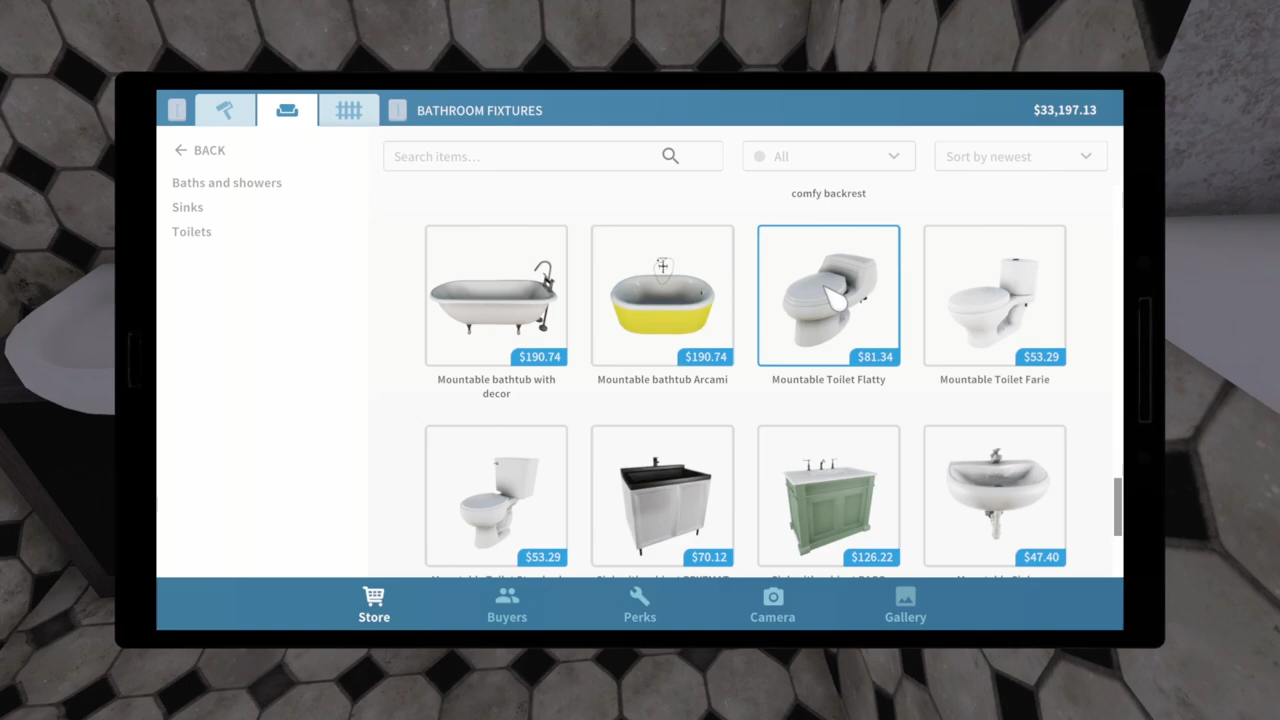 BATHROOM FIXTURES
$33,197.13
BACK
Baths and showers
Sinks
Toilets
Search items...
All
Sort by newest
comfy backrest
$190.74
$190.74
$81.34
$53.29
Mountable bathtub with
decor
Mountable bathtub Arcami
Mountable Toilet Flatty
Mountable Toilet Farie
$53.29
$70.12
$126.22
$47.40
Store
Buyers
Perks
Camera
Gallery